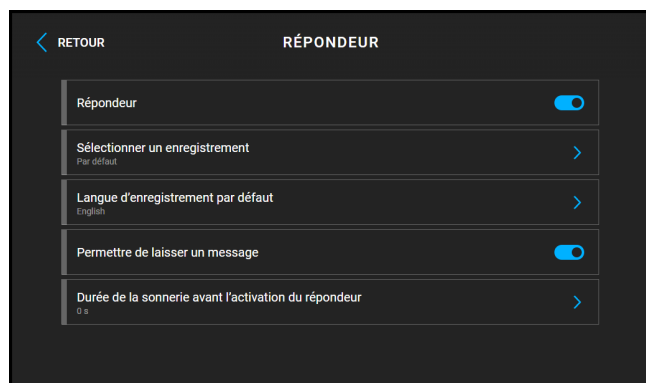 RETOUR
RÉPONDEUR
Répondeur
Sélectionner un enregistrement
Par défaut
Langue d'enregistrement par défaut
English
Permettre de laisser un message
Durée de la sonnerie avant l'activation du répondeur
0 s